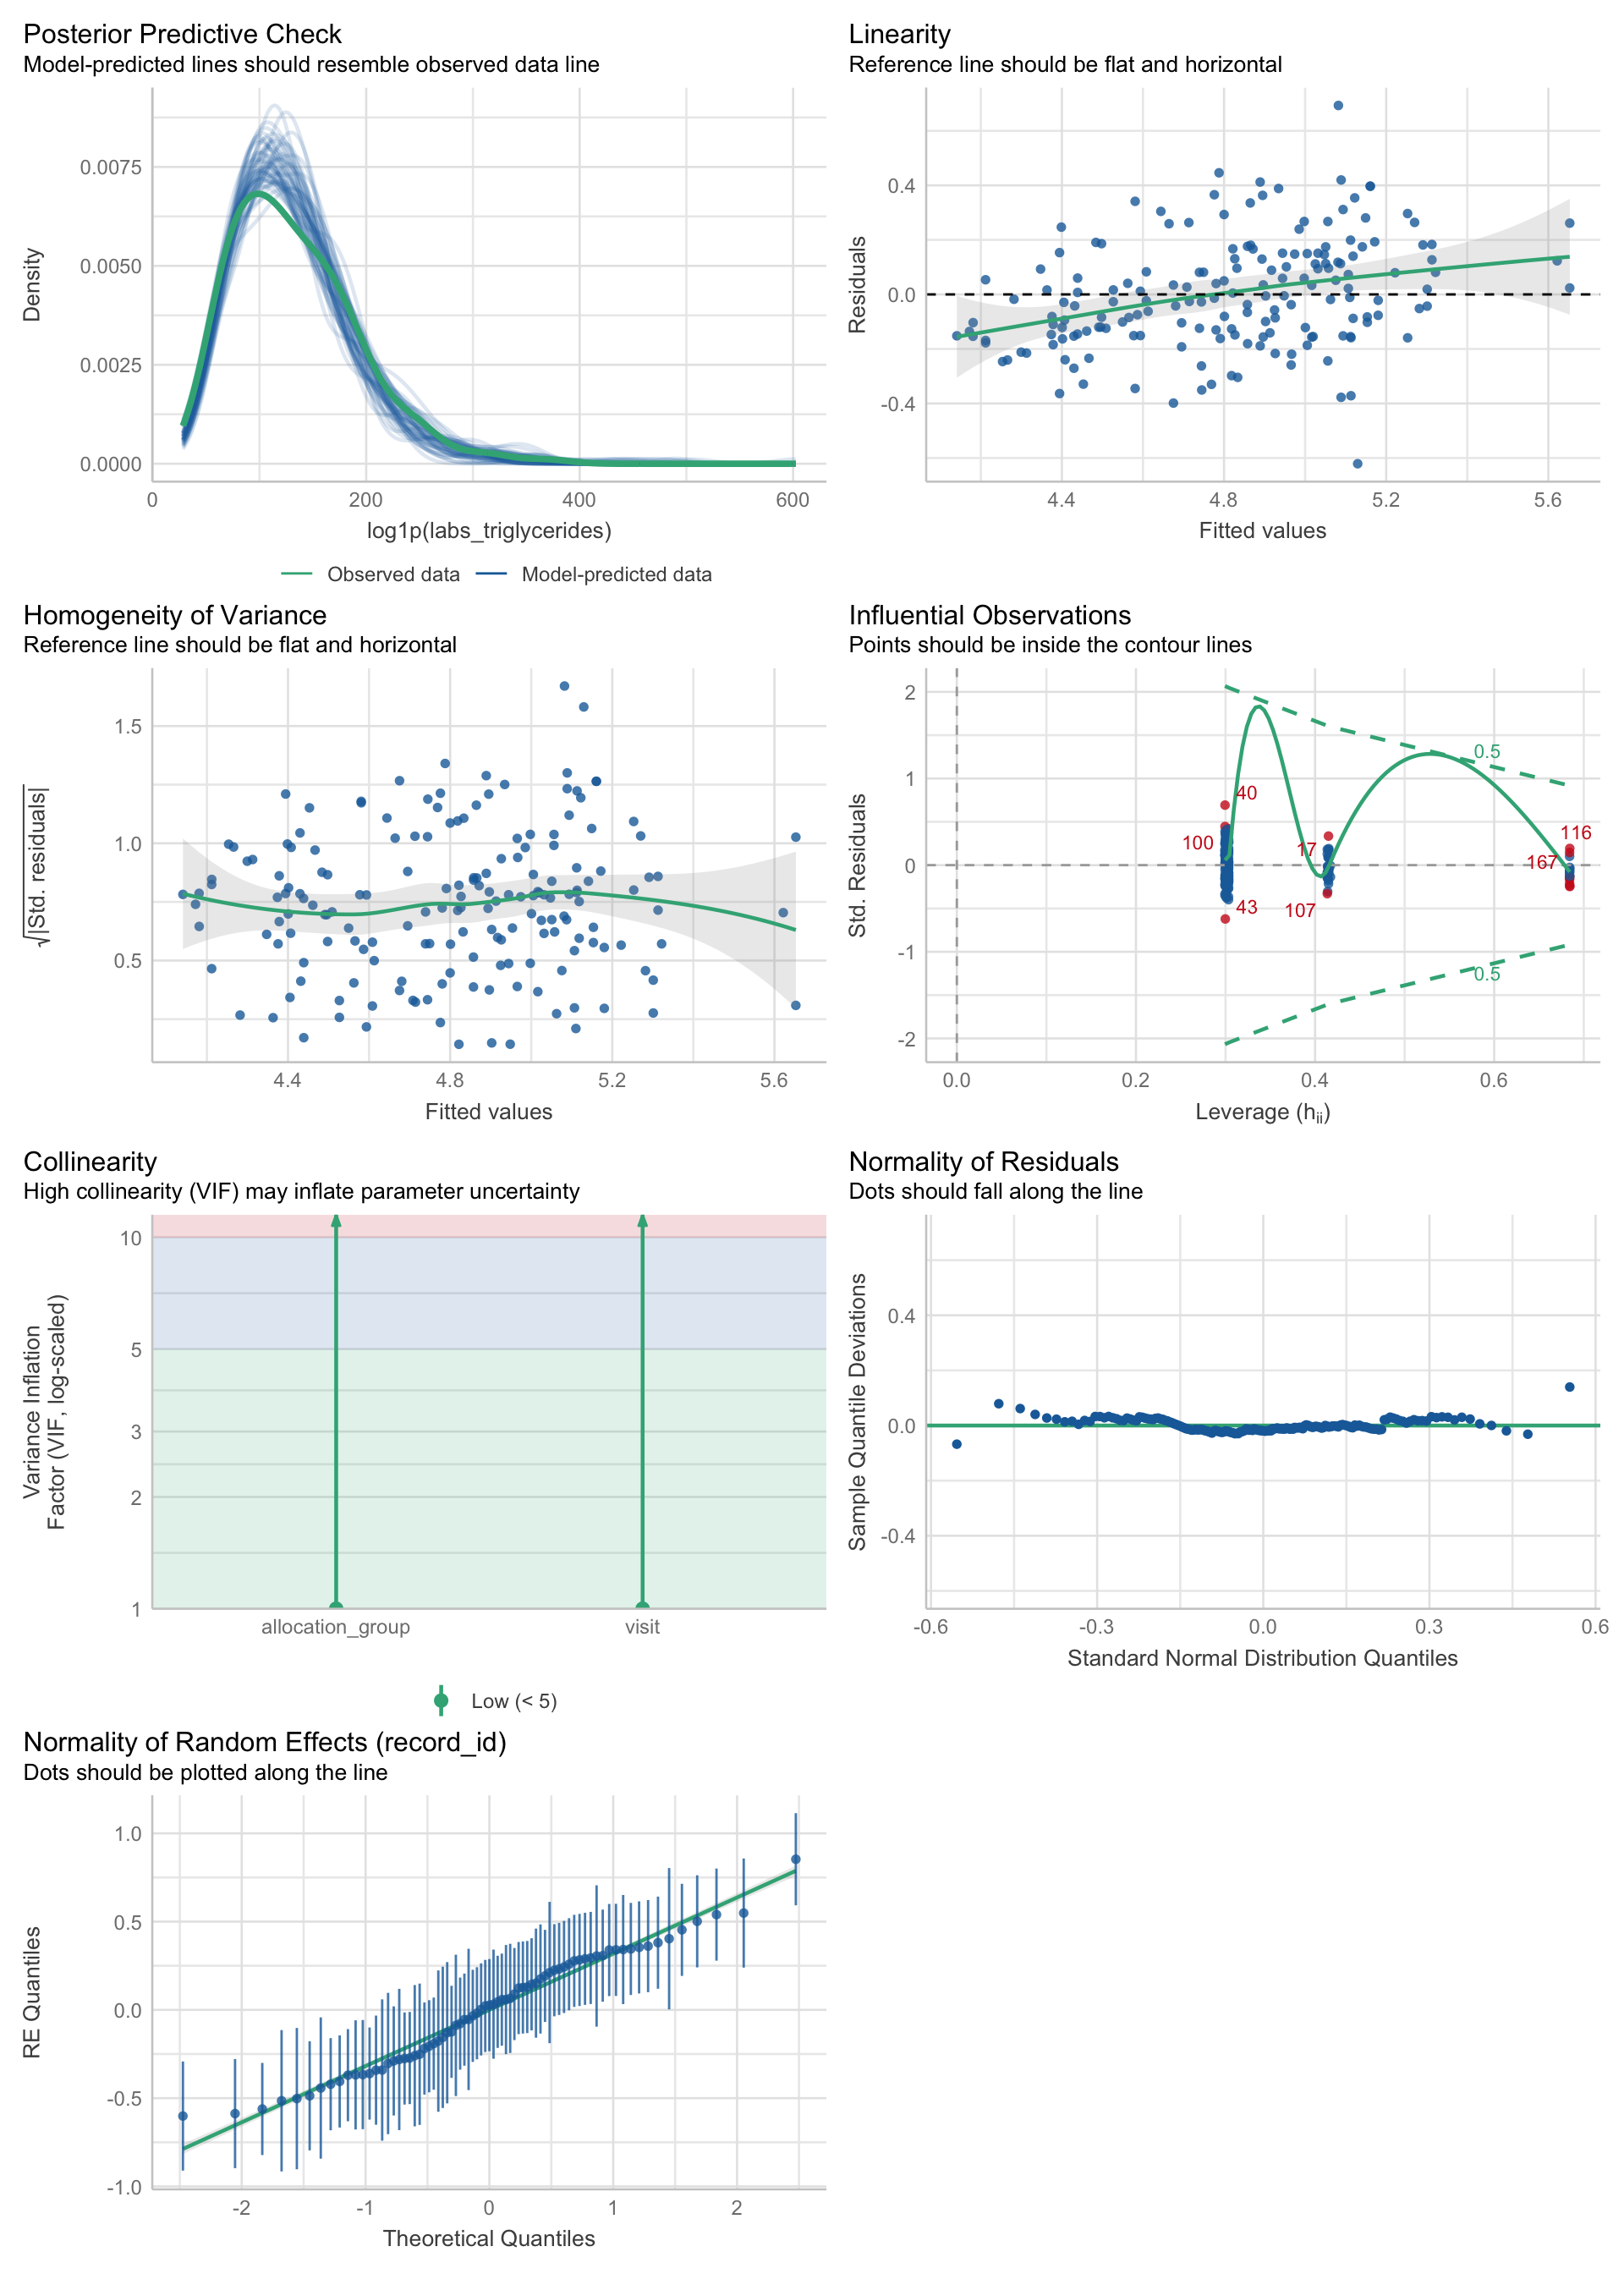 Posterior Predictive Check
Model-predicted lines should resemble observed data line
Density
0.0075
0.0050
0.0025
0.0000
0
200
400
600
log1p(labs_triglycerides)
Observed data
Model-predicted data
Linearity
Reference line should be flat and horizontal
Residuals
0.4
0.0
-0.4
4.4
4.8
5.2
5.6
Fitted values
Homogeneity of Variance
Reference line should be flat and horizontal
√|Std. residuals|
1.5
1.0
0.5
4.4
4.8
5.2
5.6
Fitted values
Influential Observations
Points should be inside the contour lines
Std. Residuals
2
1
0
-1
-2
0.5
40
116
100
17
167
43
107
0.5
0.0
0.2
0.4
0.6
Leverage (hᵢᵢ)
Collinearity
High collinearity (VIF) may inflate parameter uncertainty
Variance Inflation
Factor (VIF, log-scaled)
10
5
3
2
1
allocation_group
visit
Low (< 5)
Normality of Residuals
Dots should fall along the line
Sample Quantile Deviations
0.4
0.0
-0.4
-0.6
-0.3
0.0
0.3
0.6
Standard Normal Distribution Quantiles
Normality of Random Effects (record_id)
Dots should be plotted along the line
RE Quantiles
1.0
0.5
0.0
-0.5
-1.0
-2
-1
0
1
2
Theoretical Quantiles